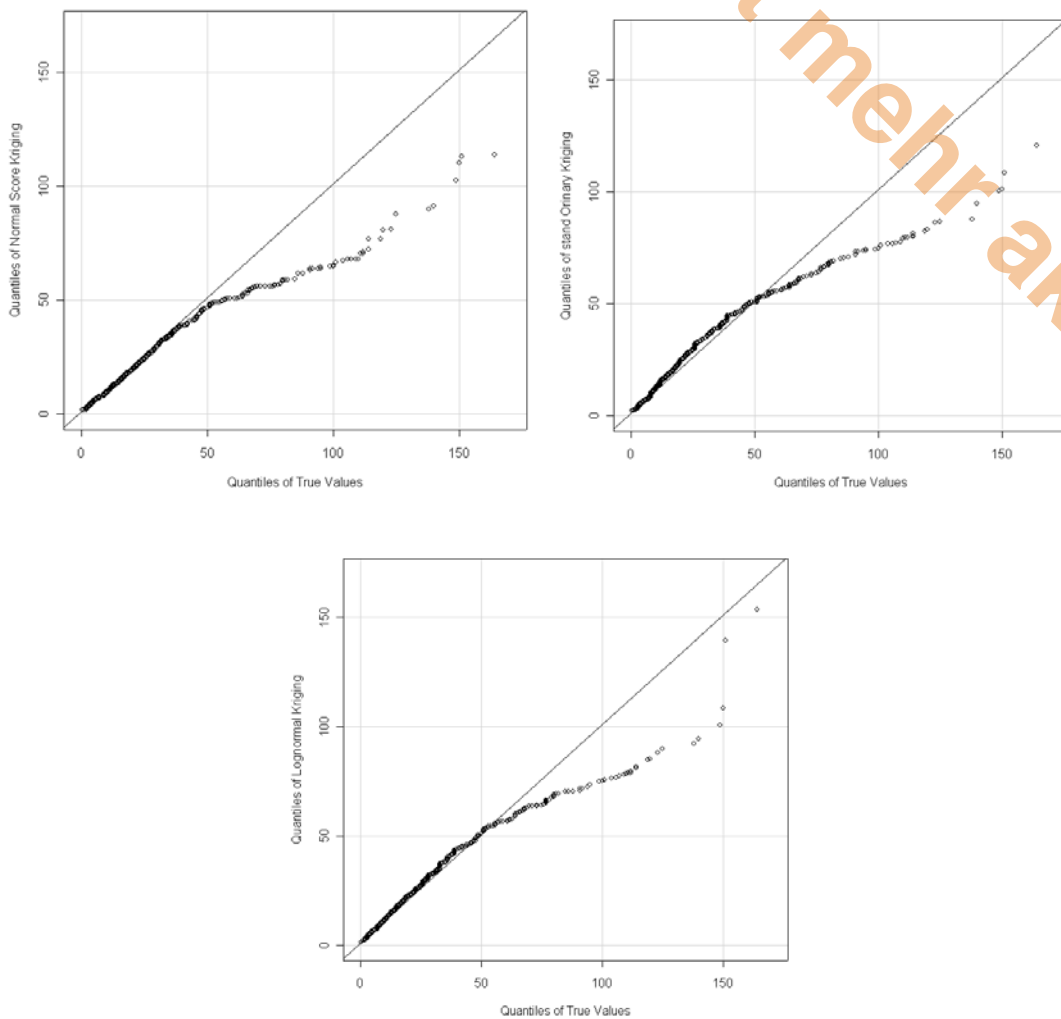 t mehr ak
150
100
50
0
Quantiles of Normal Score Kriging
0 50 100 150
Quantiles of True Values
150
100
50
0
Quantiles of stand Orinary Kriging
0 50 100 150
Quantiles of True Values
150
100
50
0
Quantiles of Lognormal Kriging
0 50 100 150
Quantiles of True Values